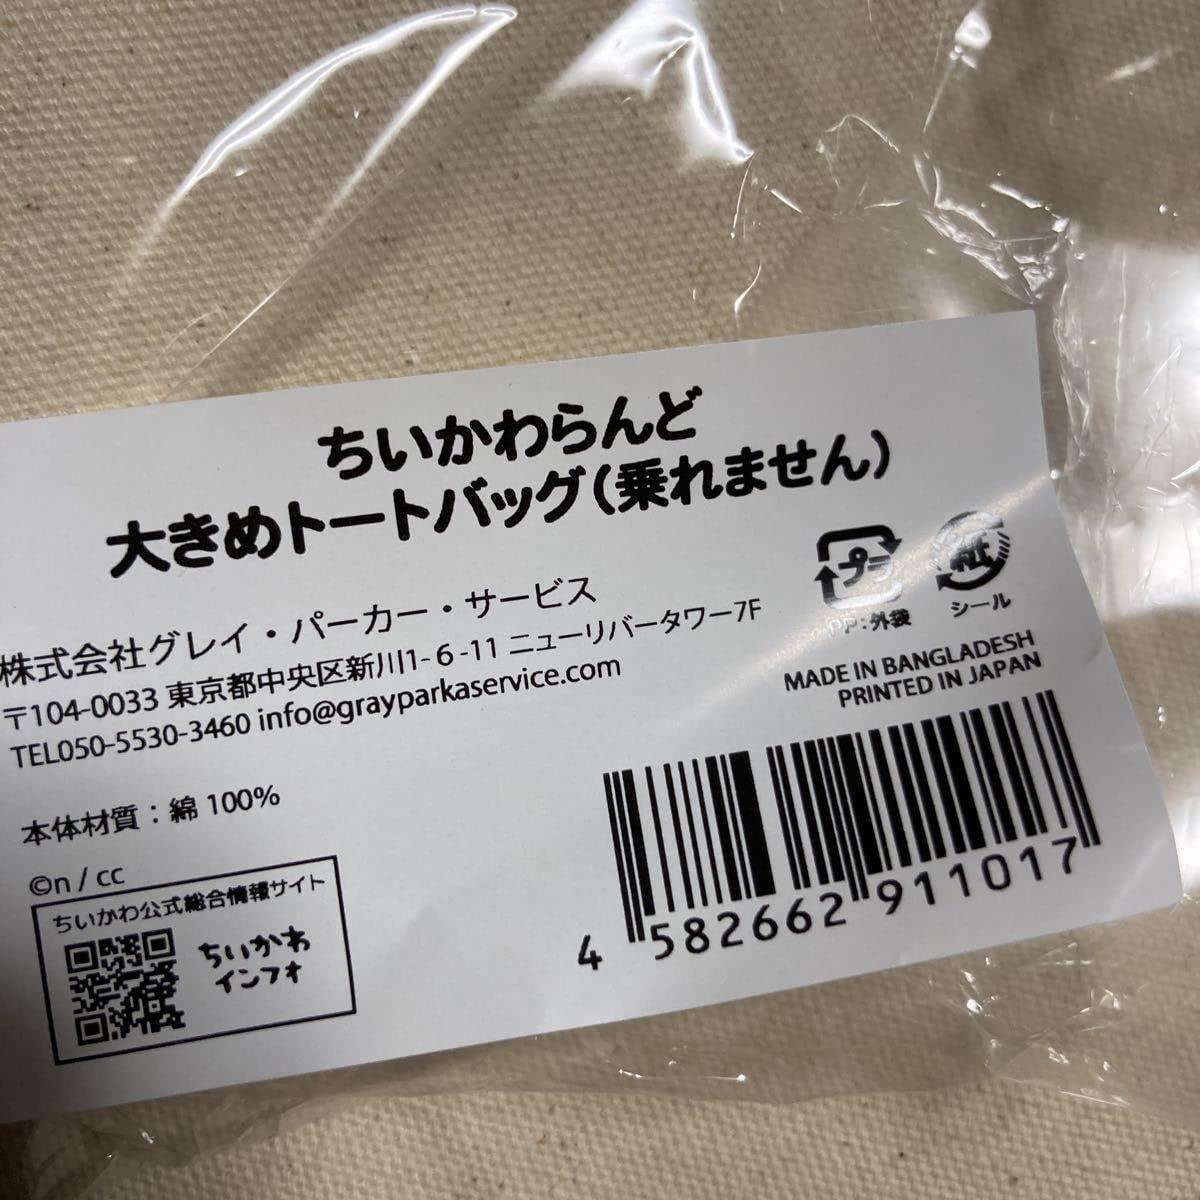 ちいかわらんど
大きめトートバッグ(乗れません)
株式会社グレイ・パーカー・サービス
〒104-0033 東京都中央区新川1-6-11 ニューリバータワー7F
TEL050-5530-3460 info@grayparkaservice.com
プラ
PP:外袋
紙
シール
MADE IN BANGLADESH
PRINTED IN JAPAN
本体材質:綿 100%
©n / cc
ちいかわ公式総合情報サイト
ちいかわ
インフォ
4 582662 911017